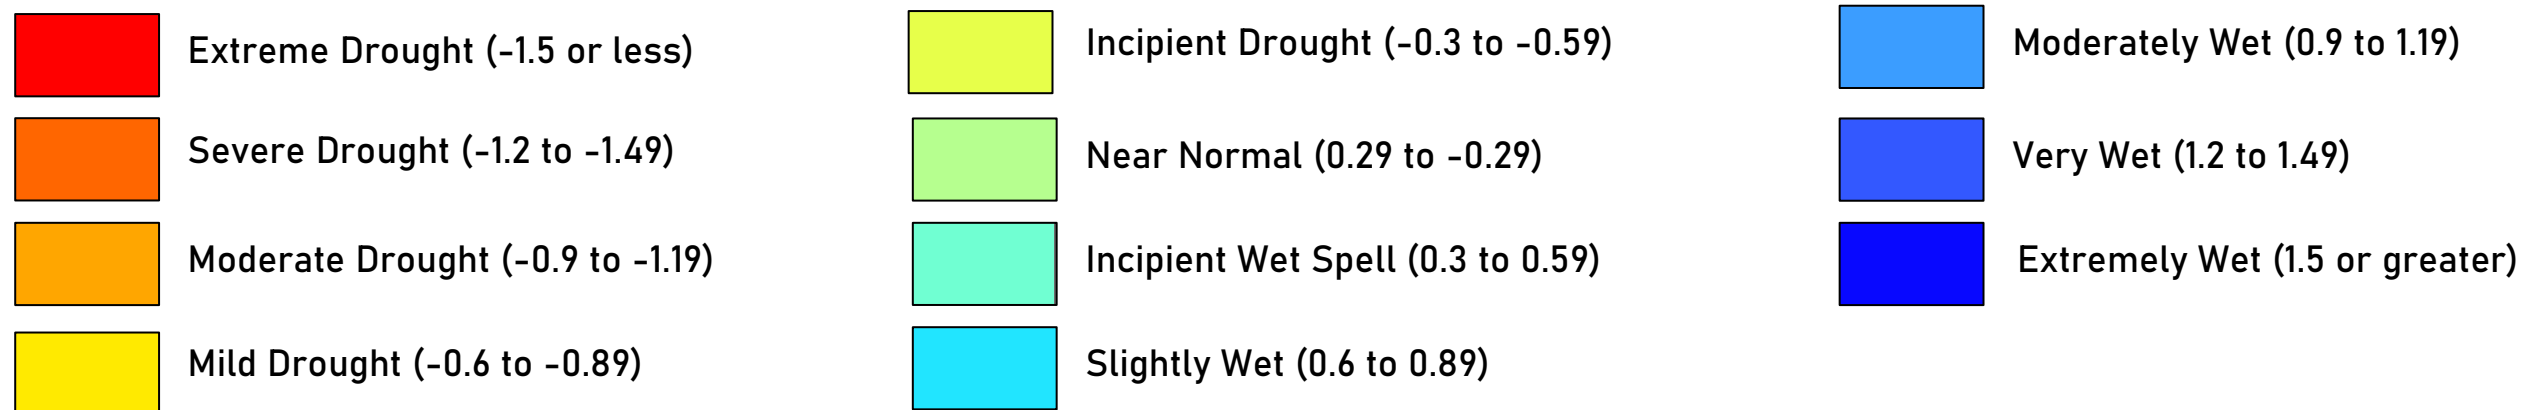 Extreme Drought (-1.5 or less)
Severe Drought (-1.2 to -1.49)
Moderate Drought (-0.9 to -1.19)
Mild Drought (-0.6 to -0.89)
Incipient Drought (-0.3 to -0.59)
Near Normal (0.29 to -0.29)
Incipient Wet Spell (0.3 to 0.59)
Slightly Wet (0.6 to 0.89)
Moderately Wet (0.9 to 1.19)
Very Wet (1.2 to 1.49)
Extremely Wet (1.5 or greater)